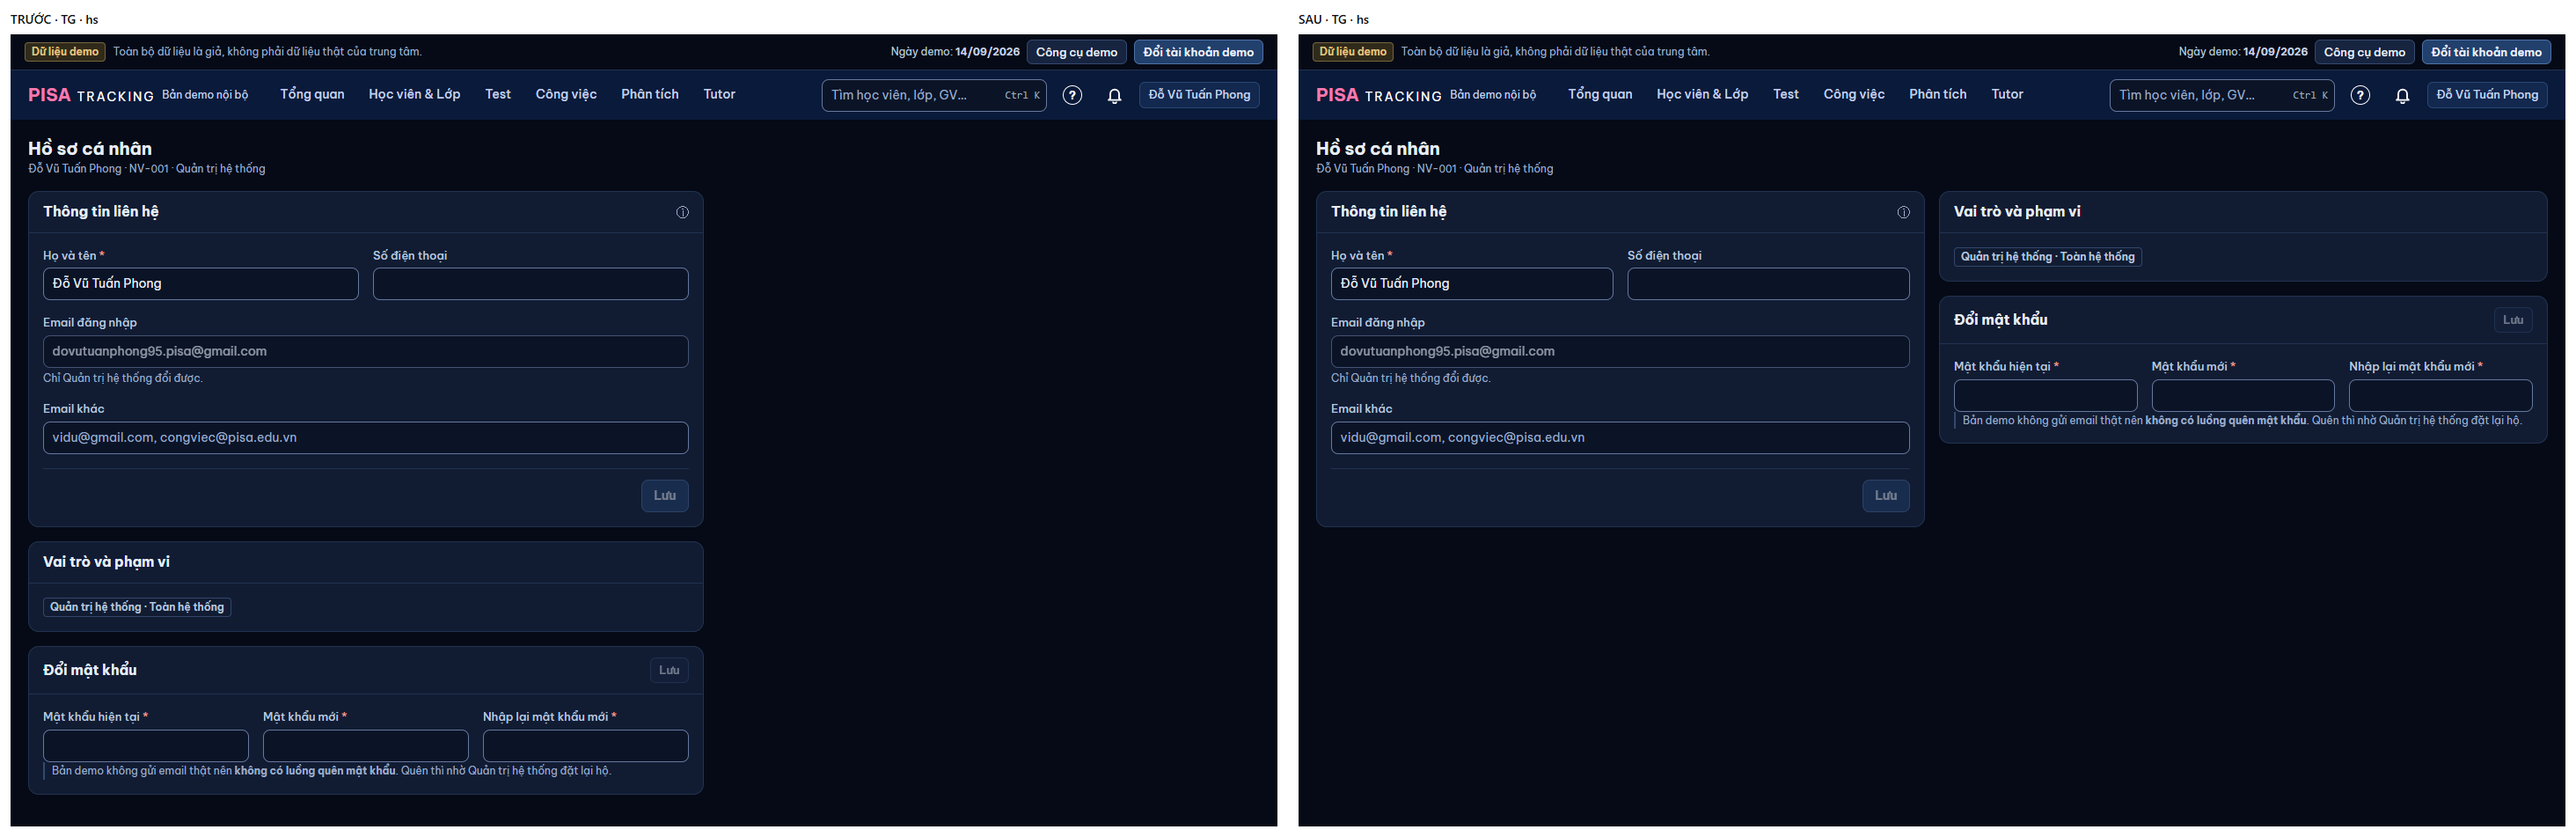 TRƯỚC · TG · hs
Dữ liệu demo Toàn bộ dữ liệu là giả, không phải dữ liệu thật của trung tâm. Ngày demo: 14/09/2026 Công cụ demo Đổi tài khoản demo
PISA TRACKING Bản demo nội bộ Tổng quan Học viên & Lớp Test Công việc Phân tích Tutor Tìm học viên, lớp, GV... Ctrl K ? Đỗ Vũ Tuấn Phong
Hồ sơ cá nhân
Đỗ Vũ Tuấn Phong · NV-001 · Quản trị hệ thống
Thông tin liên hệ
Họ và tên * Số điện thoại
Đỗ Vũ Tuấn Phong
Email đăng nhập
dovutuanphong95.pisa@gmail.com
Chỉ Quản trị hệ thống đổi được.
Email khác
vidu@gmail.com, congviec@pisa.edu.vn
Lưu
Vai trò và phạm vi
Quản trị hệ thống · Toàn hệ thống
Đổi mật khẩu Lưu
Mật khẩu hiện tại * Mật khẩu mới * Nhập lại mật khẩu mới *
Bản demo không gửi email thật nên không có luồng quên mật khẩu. Quên thì nhờ Quản trị hệ thống đặt lại hộ.
SAU · TG · hs
Dữ liệu demo Toàn bộ dữ liệu là giả, không phải dữ liệu thật của trung tâm. Ngày demo: 14/09/2026 Công cụ demo Đổi tài khoản demo
PISA TRACKING Bản demo nội bộ Tổng quan Học viên & Lớp Test Công việc Phân tích Tutor Tìm học viên, lớp, GV... Ctrl K ? Đỗ Vũ Tuấn Phong
Hồ sơ cá nhân
Đỗ Vũ Tuấn Phong · NV-001 · Quản trị hệ thống
Thông tin liên hệ
Họ và tên * Số điện thoại
Đỗ Vũ Tuấn Phong
Email đăng nhập
dovutuanphong95.pisa@gmail.com
Chỉ Quản trị hệ thống đổi được.
Email khác
vidu@gmail.com, congviec@pisa.edu.vn
Lưu
Vai trò và phạm vi
Quản trị hệ thống · Toàn hệ thống
Đổi mật khẩu Lưu
Mật khẩu hiện tại * Mật khẩu mới * Nhập lại mật khẩu mới *
Bản demo không gửi email thật nên không có luồng quên mật khẩu. Quên thì nhờ Quản trị hệ thống đặt lại hộ.